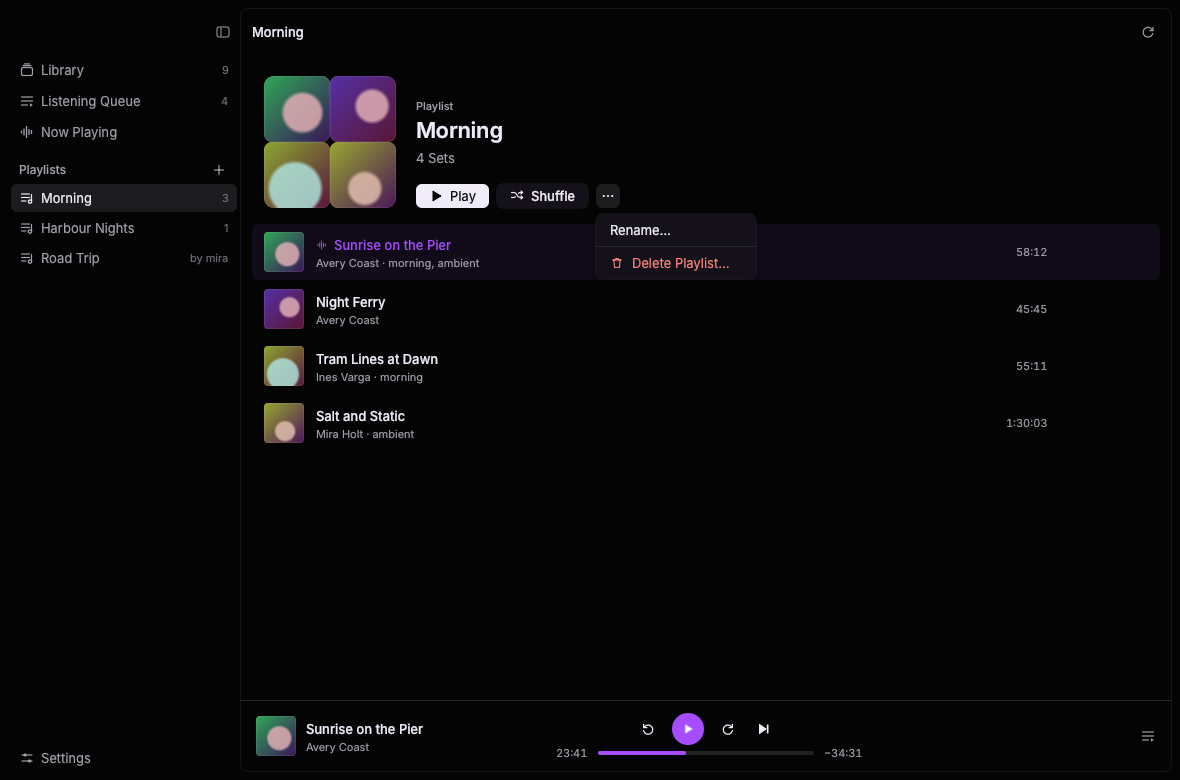 Morning
Library 9
Listening Queue 4
Now Playing
Playlists
Morning 3
Harbour Nights 1
Road Trip by mira
Settings
Playlist
Morning
4 Sets
Play Shuffle
Rename...
Delete Playlist...
Sunrise on the Pier 58:12
Avery Coast · morning, ambient
Night Ferry 45:45
Avery Coast
Tram Lines at Dawn 55:11
Ines Varga · morning
Salt and Static 1:30:03
Mira Holt · ambient
Sunrise on the Pier
Avery Coast
23:41 −34:31